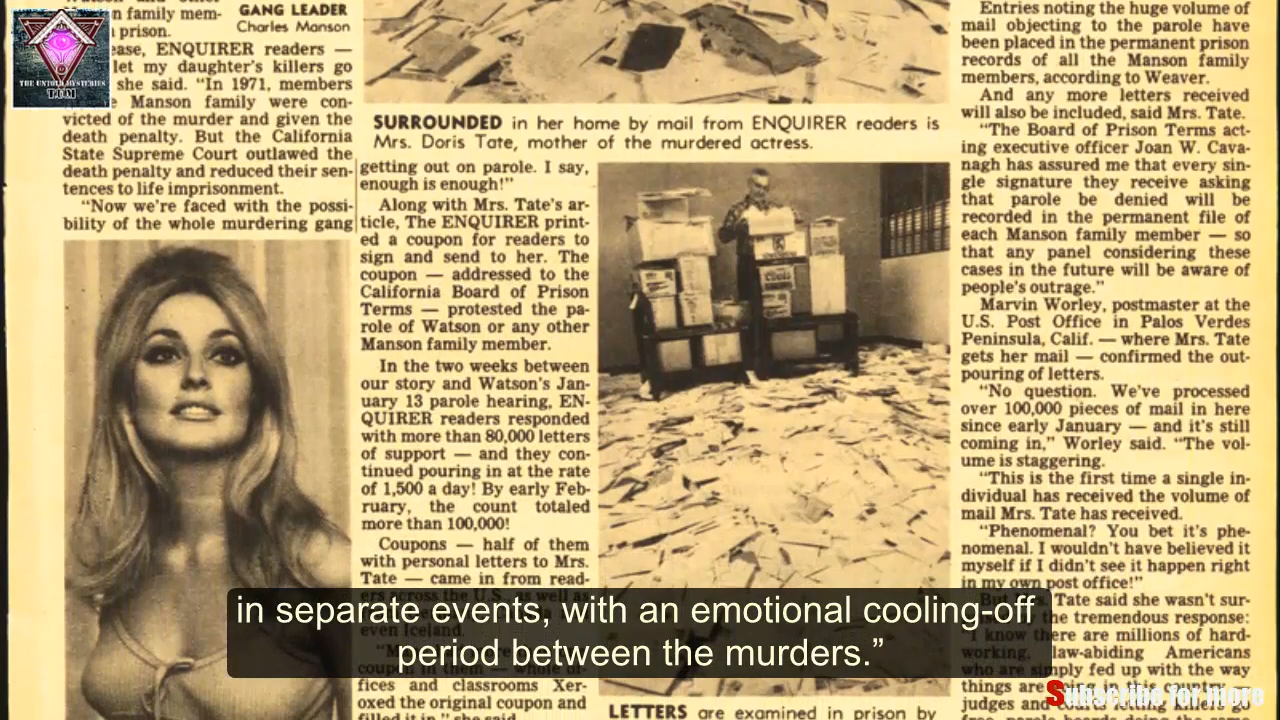 n family mem-
prison.
ease, ENQUIRER readers —
let my daughter's killers go
she said. "In 1971, members
Manson family were con-
victed of the murder and given the
death penalty. But the California
State Supreme Court outlawed the
death penalty and reduced their sen-
tences to life imprisonment.
"Now we're faced with the possi-
bility of the whole murdering gang
GANG LEADER
Charles Manson
THE UNTOLD MYSTERIES
SURROUNDED in her home by mail from ENQUIRER readers is
Mrs. Doris Tate, mother of the murdered actress.
getting out on parole. I say,
enough is enough!"
Along with Mrs. Tate's ar-
ticle, The ENQUIRER print-
ed a coupon for readers to
sign and send to her. The
coupon — addressed to the
California Board of Prison
Terms — protested the pa-
role of Watson or any other
Manson family member.
In the two weeks between
our story and Watson's Jan-
uary 13 parole hearing, EN-
QUIRER readers responded
with more than 80,000 letters
of support — and they con-
tinued pouring in at the rate
of 1,500 a day! By early Feb-
ruary, the count totaled
more than 100,000!
Coupons — half of them
with personal letters to Mrs.
Tate — came in from read-
ers across the U.S. as well as
even Iceland.
coupon in them — whole of-
fices and classrooms Xer-
oxed the original coupon and
filled it in," she said.
LETTERS are examined in prison by
Entries noting the huge volume of
mail objecting to the parole have
been placed in the permanent prison
records of all the Manson family
members, according to Weaver.
And any more letters received
will also be included, said Mrs. Tate.
"The Board of Prison Terms act-
ing executive officer Joan W. Cava-
nagh has assured me that every sin-
gle signature they receive asking
that parole be denied will be
recorded in the permanent file of
each Manson family member — so
that any panel considering these
cases in the future will be aware of
people's outrage."
Marvin Worley, postmaster at the
U.S. Post Office in Palos Verdes
Peninsula, Calif. — where Mrs. Tate
gets her mail — confirmed the out-
pouring of letters.
"No question. We've processed
over 100,000 pieces of mail in here
since early January — and it's still
coming in," Worley said. "The vol-
ume is staggering.
"This is the first time a single in-
dividual has received the volume of
mail Mrs. Tate has received.
"Phenomenal? You bet it's phe-
nomenal. I wouldn't have believed it
myself if I didn't see it happen right
in my own post office!"
Tate said she wasn't sur-
the tremendous response:
"I know there are millions of hard-
working, law-abiding Americans
who are simply fed up with the way
things are
judges and
in separate events, with an emotional cooling-off
period between the murders.”
Subscribe for more